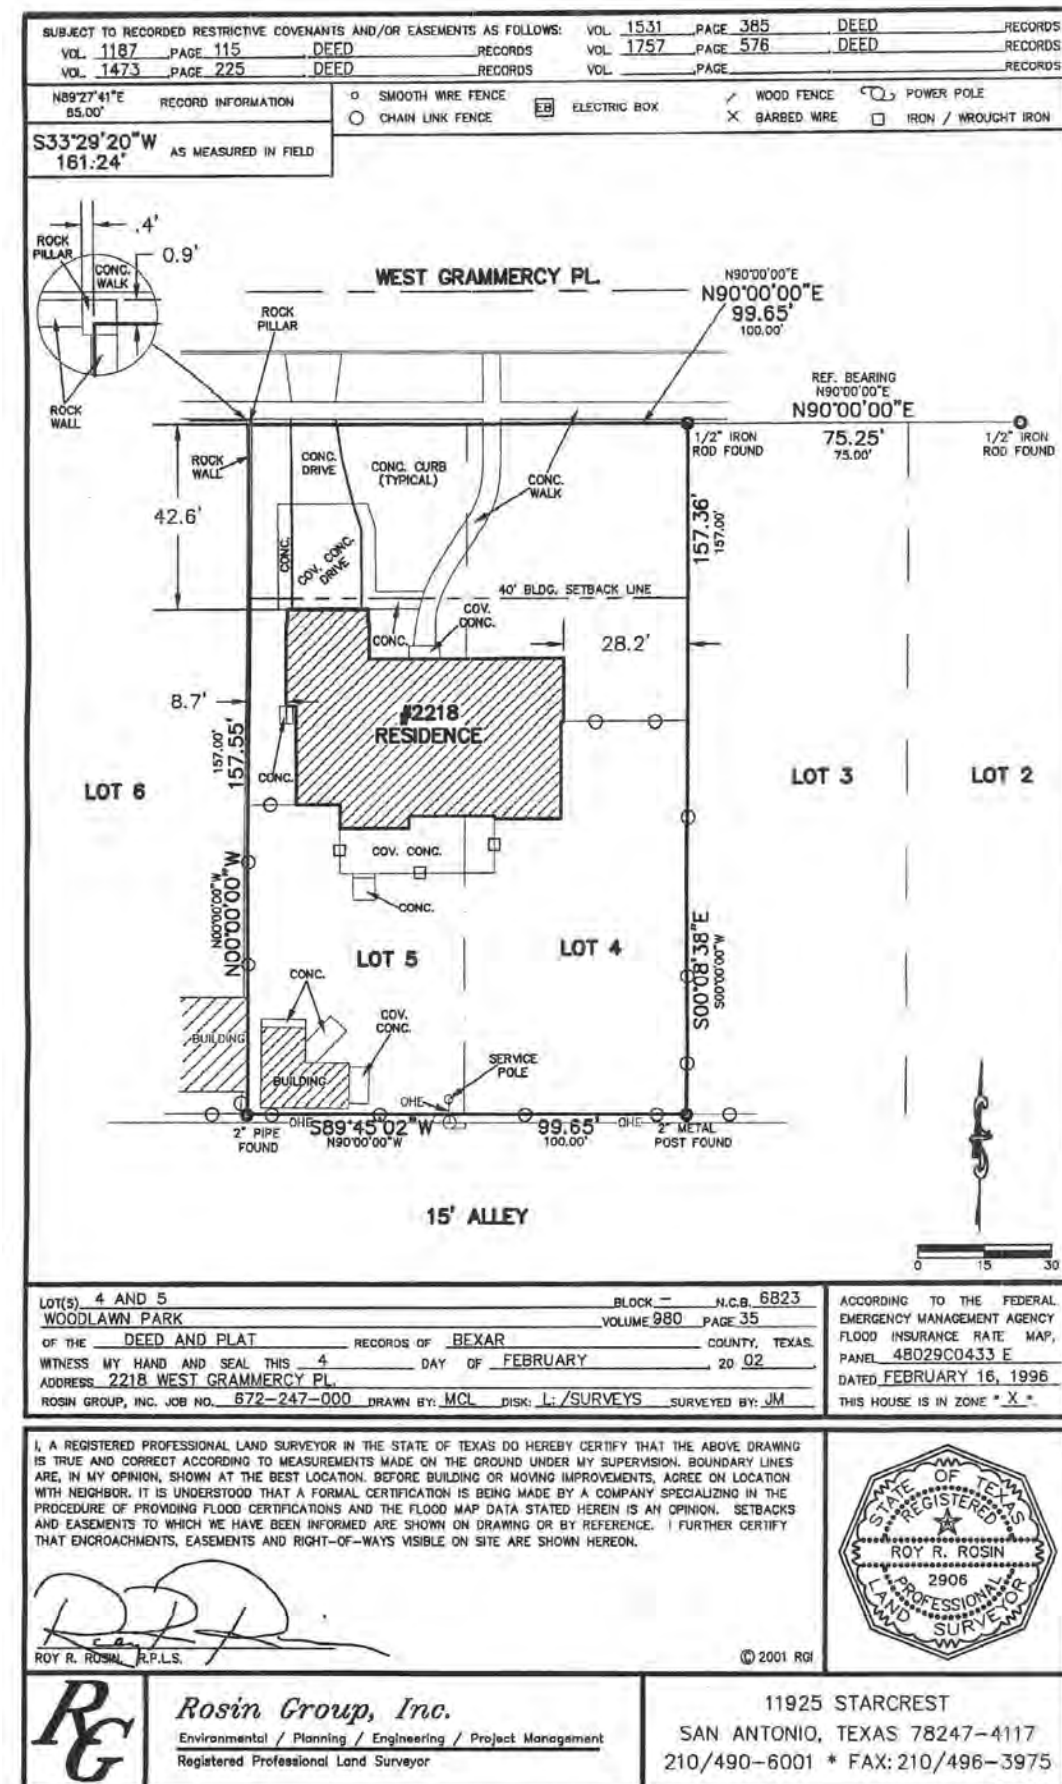 SUBJECT TO RECORDED RESTRICTIVE COVENANTS AND/OR EASEMENTS AS FOLLOWS: VOL. 1531 ,PAGE 385 , DEED RECORDS
VOL. 1187 ,PAGE 115 , DEED RECORDS VOL. 1757 ,PAGE 576 , DEED RECORDS
VOL. 1473 ,PAGE 225 , DEED RECORDS VOL. ,PAGE , RECORDS
N89°27'41"E
85.00'
RECORD INFORMATION
S33°29'20"W
161.24'
AS MEASURED IN FIELD
SMOOTH WIRE FENCE
CHAIN LINK FENCE
EB ELECTRIC BOX
WOOD FENCE
BARBED WIRE
POWER POLE
IRON / WROUGHT IRON
.4'
0.9'
ROCK
PILLAR
CONC.
WALK
ROCK
WALL
WEST GRAMMERCY PL.
ROCK
PILLAR
N90°00'00"E
N90°00'00"E
99.65'
100.00'
REF. BEARING
N90°00'00"E
N90°00'00"E
75.25'
75.00'
1/2" IRON
ROD FOUND
1/2" IRON
ROD FOUND
ROCK
WALL
CONC.
DRIVE
CONC. CURB
(TYPICAL)
CONC.
WALK
42.6'
157.36'
157.00'
CONC.
COV. CONC.
DRIVE
40' BLDG. SETBACK LINE
CONC.
COV.
CONC.
28.2'
8.7'
#2218
RESIDENCE
157.00'
157.55'
CONC.
LOT 6
LOT 3
LOT 2
COV. CONC.
CONC.
N00°00'00"W
N00°00'00"W
LOT 5
LOT 4
S00°08'38"E
S00°00'00"W
CONC.
COV.
CONC.
BUILDING
BUILDING
SERVICE
POLE
OHE
OHE
S89°45'02"W
N90°00'00"W
99.65'
100.00'
OHE
2" PIPE
FOUND
2" METAL
POST FOUND
15' ALLEY
0 15 30
LOT(S) 4 AND 5 BLOCK - N.C.B. 6823
WOODLAWN PARK VOLUME 980 PAGE 35
OF THE DEED AND PLAT RECORDS OF BEXAR COUNTY, TEXAS.
WITNESS MY HAND AND SEAL THIS 4 DAY OF FEBRUARY , 20 02 .
ADDRESS 2218 WEST GRAMMERCY PL.
ROSIN GROUP, INC. JOB NO. 672-247-000 DRAWN BY: MCL DISK: L:/SURVEYS SURVEYED BY: JM
ACCORDING TO THE FEDERAL
EMERGENCY MANAGEMENT AGENCY
FLOOD INSURANCE RATE MAP,
PANEL 48029C0433 E
DATED FEBRUARY 16, 1996
THIS HOUSE IS IN ZONE " X ".
I, A REGISTERED PROFESSIONAL LAND SURVEYOR IN THE STATE OF TEXAS DO HEREBY CERTIFY THAT THE ABOVE DRAWING
IS TRUE AND CORRECT ACCORDING TO MEASUREMENTS MADE ON THE GROUND UNDER MY SUPERVISION. BOUNDARY LINES
ARE, IN MY OPINION, SHOWN AT THE BEST LOCATION. BEFORE BUILDING OR MOVING IMPROVEMENTS, AGREE ON LOCATION
WITH NEIGHBOR. IT IS UNDERSTOOD THAT A FORMAL CERTIFICATION IS BEING MADE BY A COMPANY SPECIALIZING IN THE
PROCEDURE OF PROVIDING FLOOD CERTIFICATIONS AND THE FLOOD MAP DATA STATED HEREIN IS AN OPINION. SETBACKS
AND EASEMENTS TO WHICH WE HAVE BEEN INFORMED ARE SHOWN ON DRAWING OR BY REFERENCE. I FURTHER CERTIFY
THAT ENCROACHMENTS, EASEMENTS AND RIGHT-OF-WAYS VISIBLE ON SITE ARE SHOWN HEREON.
ROY R. ROSIN, R.P.L.S.
© 2001 RGI
STATE OF TEXAS
REGISTERED
ROY R. ROSIN
2906
PROFESSIONAL
LAND SURVEYOR
RG
Rosin Group, Inc.
Environmental / Planning / Engineering / Project Management
Registered Professional Land Surveyor
11925 STARCREST
SAN ANTONIO, TEXAS 78247-4117
210/490-6001 * FAX: 210/496-3975